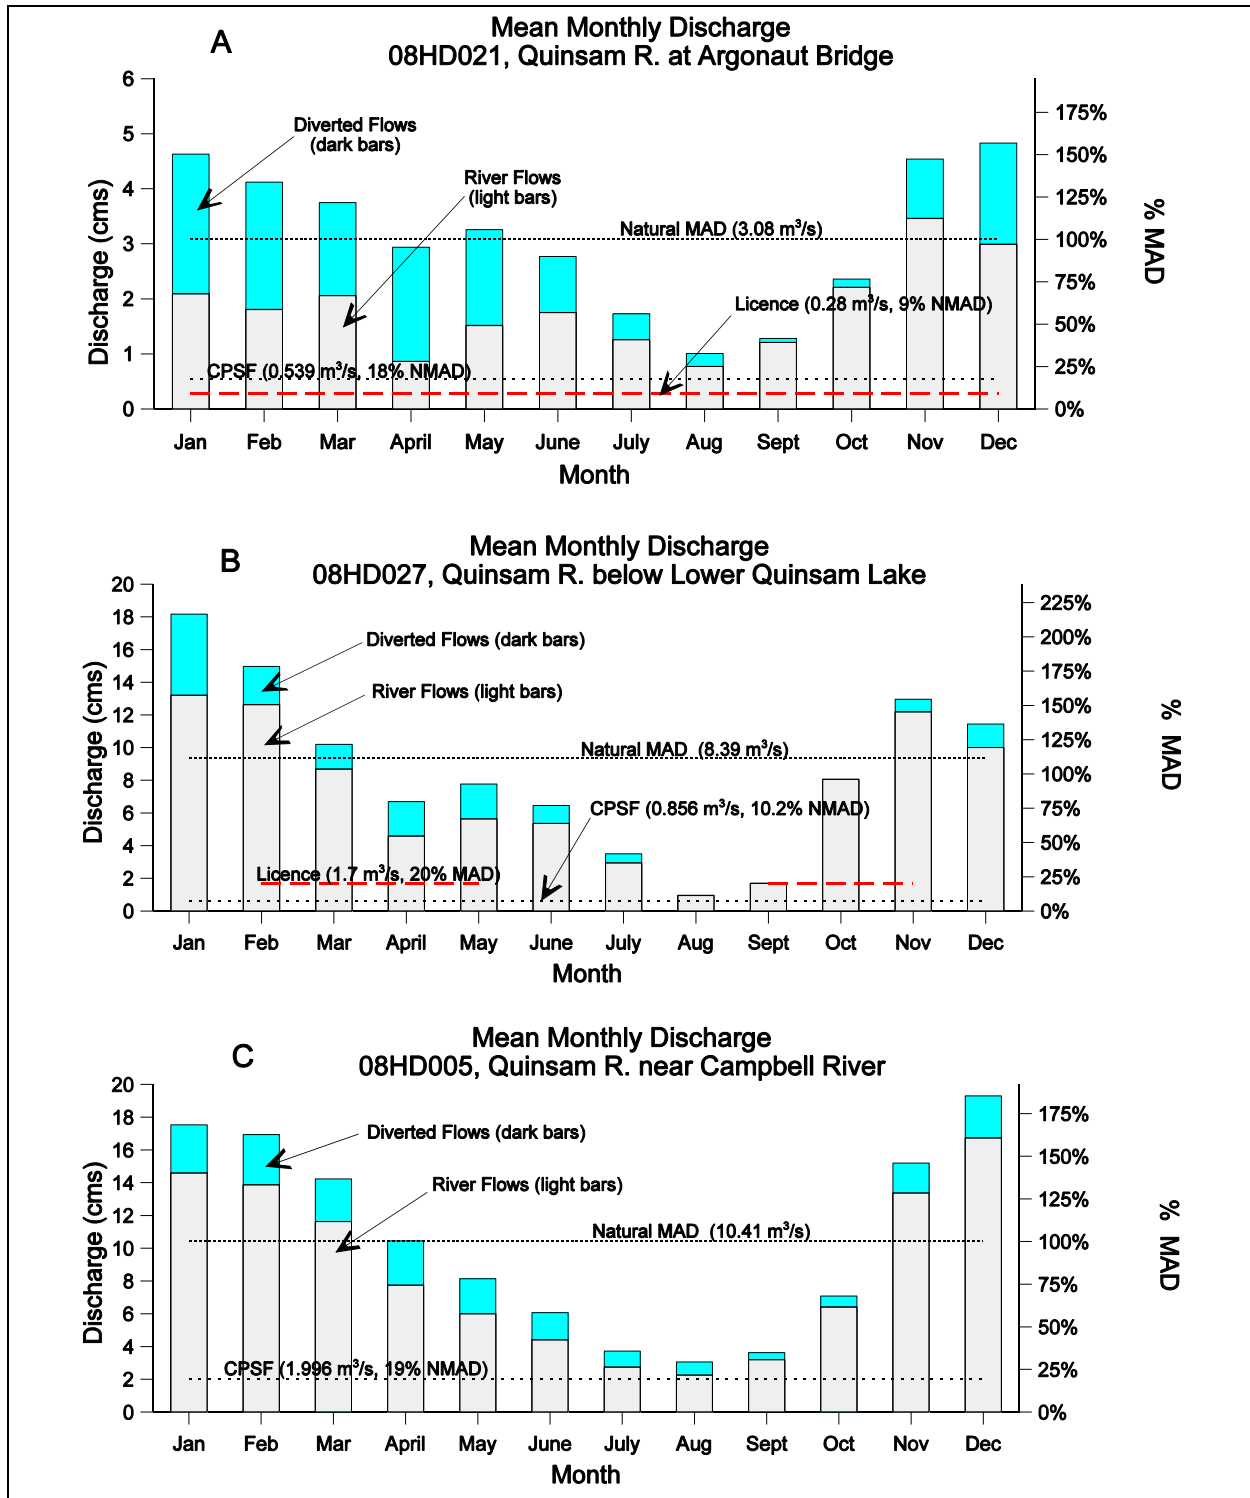 A
Mean Monthly Discharge
08HD021, Quinsam R. at Argonaut Bridge
Discharge (cms)
6
5
4
3
2
1
0
Diverted Flows
(dark bars)
River Flows
(light bars)
Natural MAD (3.08 m³/s)
Licence (0.28 m³/s, 9% NMAD)
CPSF (0.539 m³/s, 18% NMAD)
175%
150%
125%
100%
75%
50%
25%
0%
% MAD
Jan Feb Mar April May June July Aug Sept Oct Nov Dec
Month
B
Mean Monthly Discharge
08HD027, Quinsam R. below Lower Quinsam Lake
Discharge (cms)
20
18
16
14
12
10
8
6
4
2
0
Diverted Flows (dark bars)
River Flows (light bars)
Natural MAD (8.39 m³/s)
CPSF (0.856 m³/s, 10.2% NMAD)
Licence (1.7 m³/s, 20% MAD)
225%
200%
175%
150%
125%
100%
75%
50%
25%
0%
% MAD
Jan Feb Mar April May June July Aug Sept Oct Nov Dec
Month
C
Mean Monthly Discharge
08HD005, Quinsam R. near Campbell River
Discharge (cms)
20
18
16
14
12
10
8
6
4
2
0
Diverted Flows (dark bars)
River Flows (light bars)
Natural MAD (10.41 m³/s)
CPSF (1.996 m³/s, 19% NMAD)
175%
150%
125%
100%
75%
50%
25%
0%
% MAD
Jan Feb Mar April May June July Aug Sept Oct Nov Dec
Month